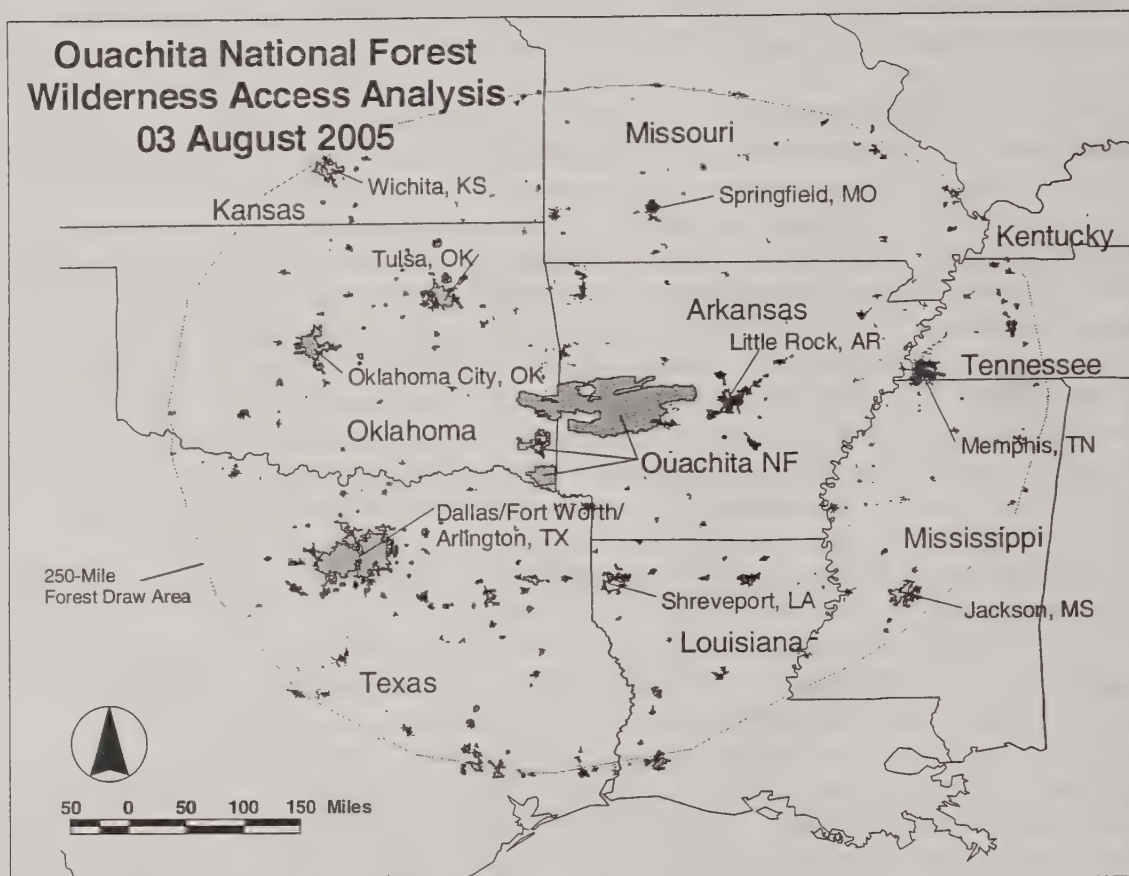 Ouachita National Forest
Wilderness Access Analysis
03 August 2005
Missouri
Wichita, KS
Springfield, MO
Kansas
Kentucky
Tulsa, OK
Arkansas
Little Rock, AR
Tennessee
Oklahoma City, OK
Oklahoma
Memphis, TN
Ouachita NF
Dallas/Fort Worth/
Arlington, TX
Mississippi
250-Mile
Forest Draw Area
Shreveport, LA
Jackson, MS
Louisiana
Texas
50 0 50 100 150 Miles